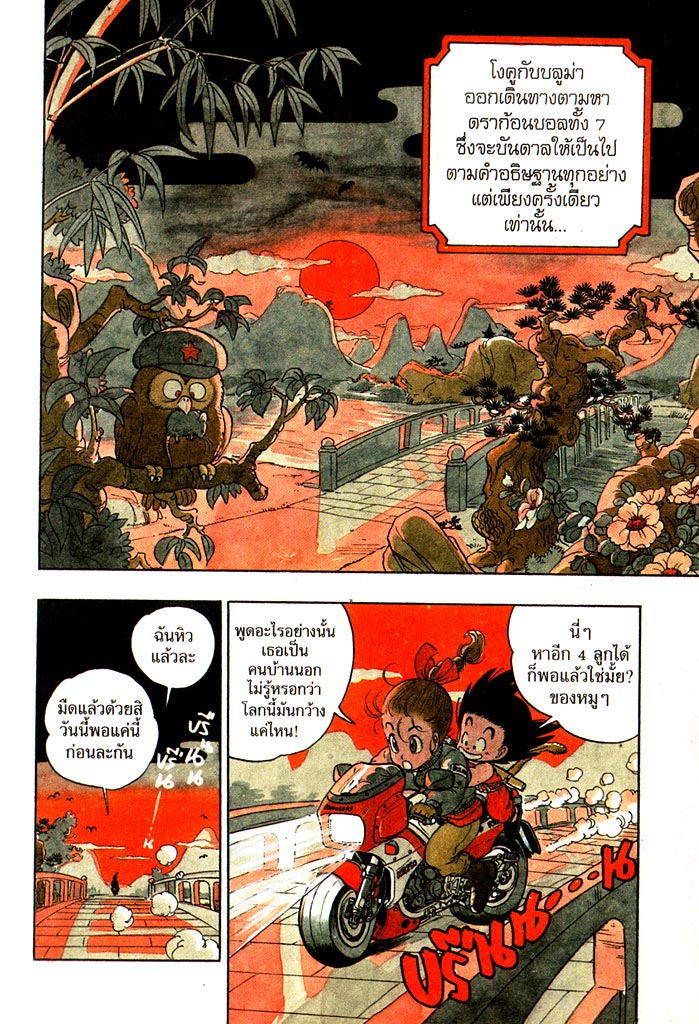 โงคูกับบลูม่า
ออกเดินทางตามหา
ดราก้อนบอลทั้ง 7
ซึ่งจะบันดาลให้เป็นไป
ตามคำอธิษฐานทุกอย่าง
แต่เพียงครั้งเดียว
เท่านั้น...
นี่ๆ
หาอีก 4 ลูกได้
ก็พอแล้วใช่มั้ย?
ของหมูๆ
พูดอะไรอย่างนั้น
เธอเป็น
คนบ้านนอก
ไม่รู้หรอกว่า
โลกนี้มันกว้าง
แค่ไหน!
บรึนนน...น
ฉันหิว
แล้วละ
มืดแล้วด้วยสิ
วันนี้พอแค่นี้
ก่อนละกัน